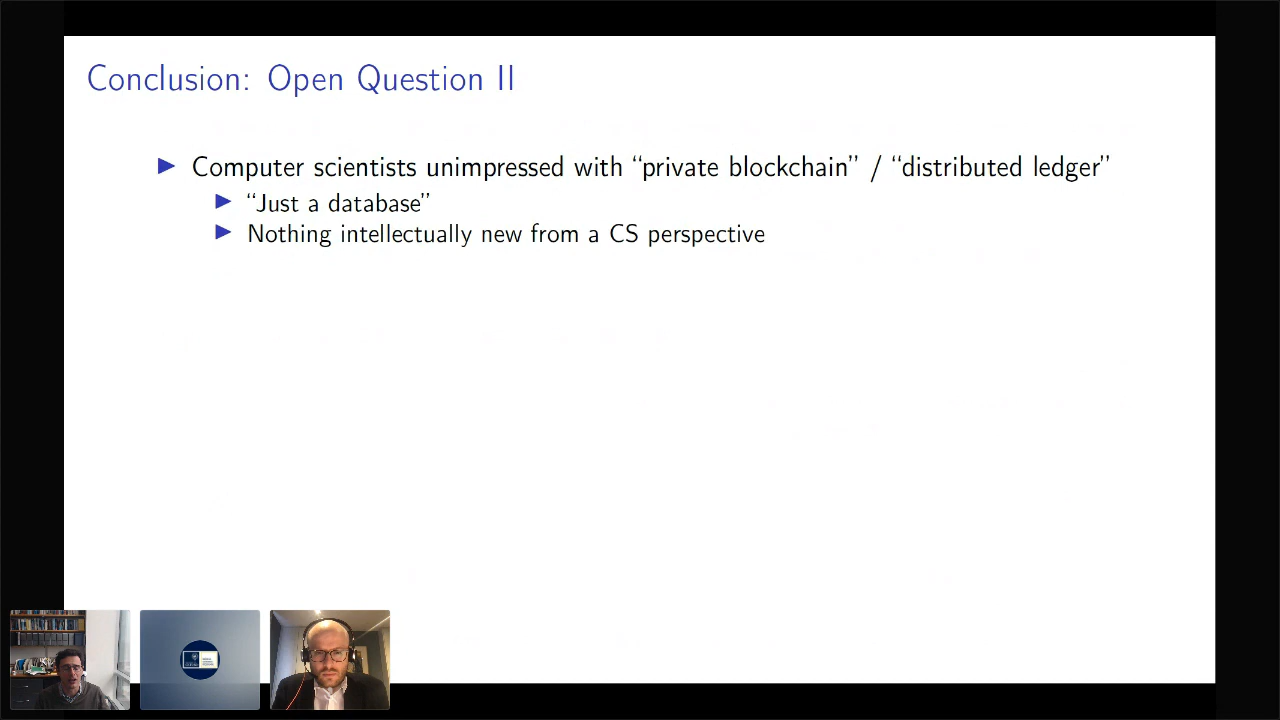 Conclusion: Open Question II
Computer scientists unimpressed with “private blockchain” / “distributed ledger”
“Just a database”
Nothing intellectually new from a CS perspective